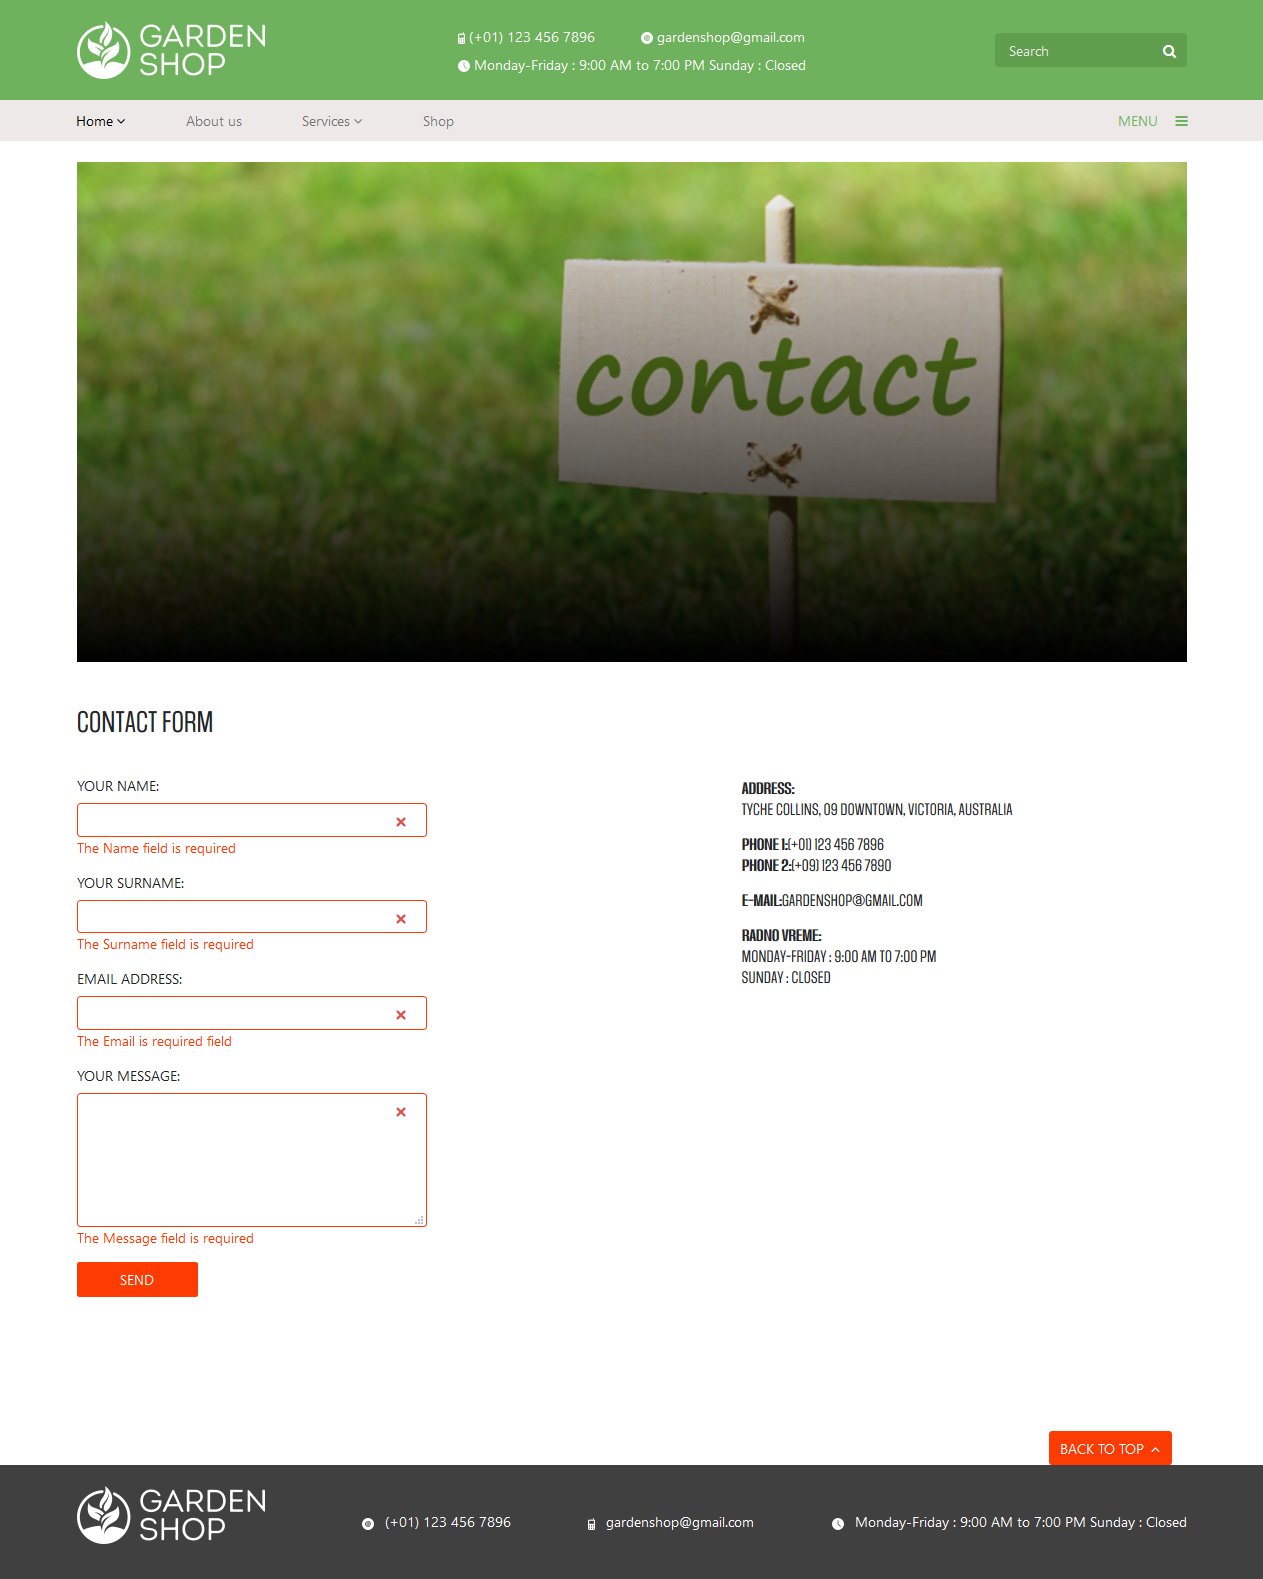 GARDEN
SHOP
(+01) 123 456 7896
gardenshop@gmail.com
Monday-Friday : 9:00 AM to 7:00 PM Sunday : Closed
Search
Home
About us
Services
Shop
MENU
contact
CONTACT FORM
YOUR NAME:
The Name field is required
YOUR SURNAME:
The Surname field is required
EMAIL ADDRESS:
The Email is required field
YOUR MESSAGE:
The Message field is required
SEND
ADDRESS:
TYCHE COLLINS, 09 DOWNTOWN, VICTORIA, AUSTRALIA
PHONE 1:(+01) 123 456 7896
PHONE 2:(+09) 123 456 7890
E-MAIL:GARDENSHOP@GMAIL.COM
RADNO VREME:
MONDAY-FRIDAY : 9:00 AM TO 7:00 PM
SUNDAY : CLOSED
BACK TO TOP
GARDEN
SHOP
(+01) 123 456 7896
gardenshop@gmail.com
Monday-Friday : 9:00 AM to 7:00 PM Sunday : Closed